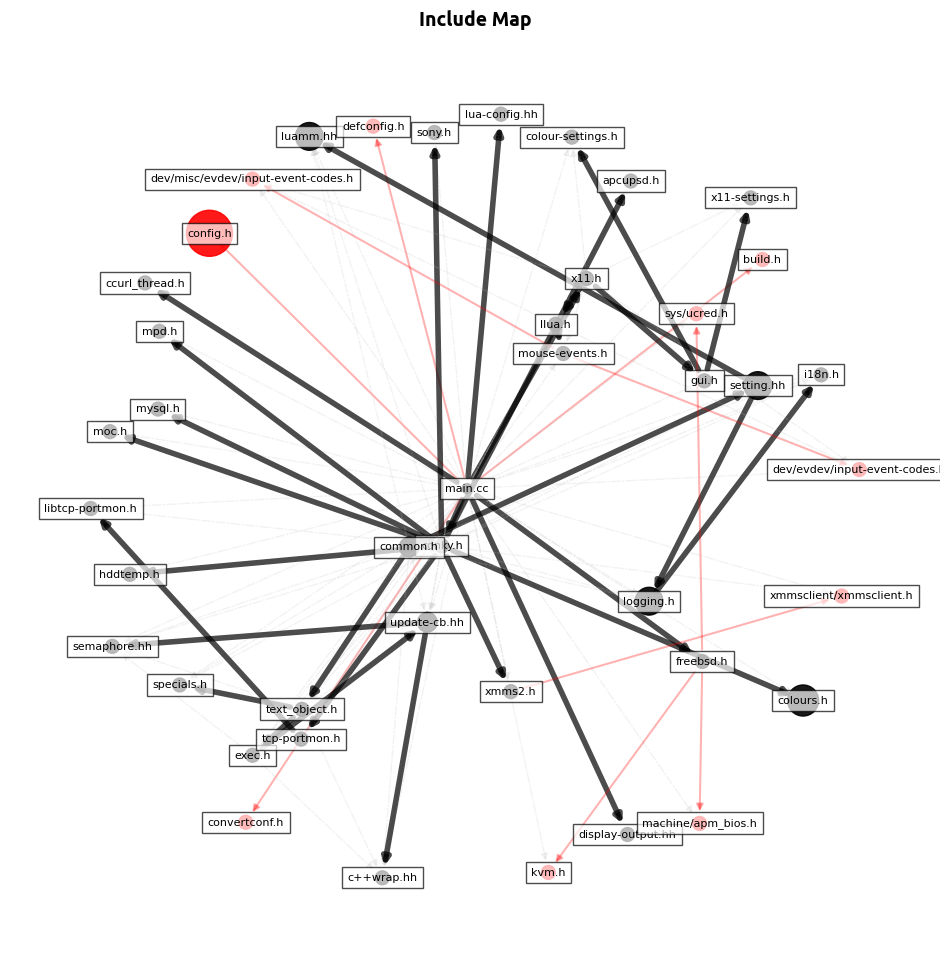 Include Map
lua-config.hh
luamm.hh
defconfig.h
sony.h
colour-settings.h
dev/misc/evdev/input-event-codes.h
apcupsd.h
x11-settings.h
config.h
build.h
ccurl_thread.h
x11.h
sys/ucred.h
mpd.h
llua.h
mouse-events.h
gui.h
setting.hh
i18n.h
mysql.h
moc.h
dev/evdev/input-event-codes.h
main.cc
libtcp-portmon.h
common.h
ky.h
hddtemp.h
xmmsclient/xmmsclient.h
logging.h
update-cb.hh
semaphore.hh
freebsd.h
specials.h
xmms2.h
colours.h
text_object.h
tcp-portmon.h
exec.h
convertconf.h
machine/apm_bios.h
display-output.hh
kvm.h
c++wrap.hh